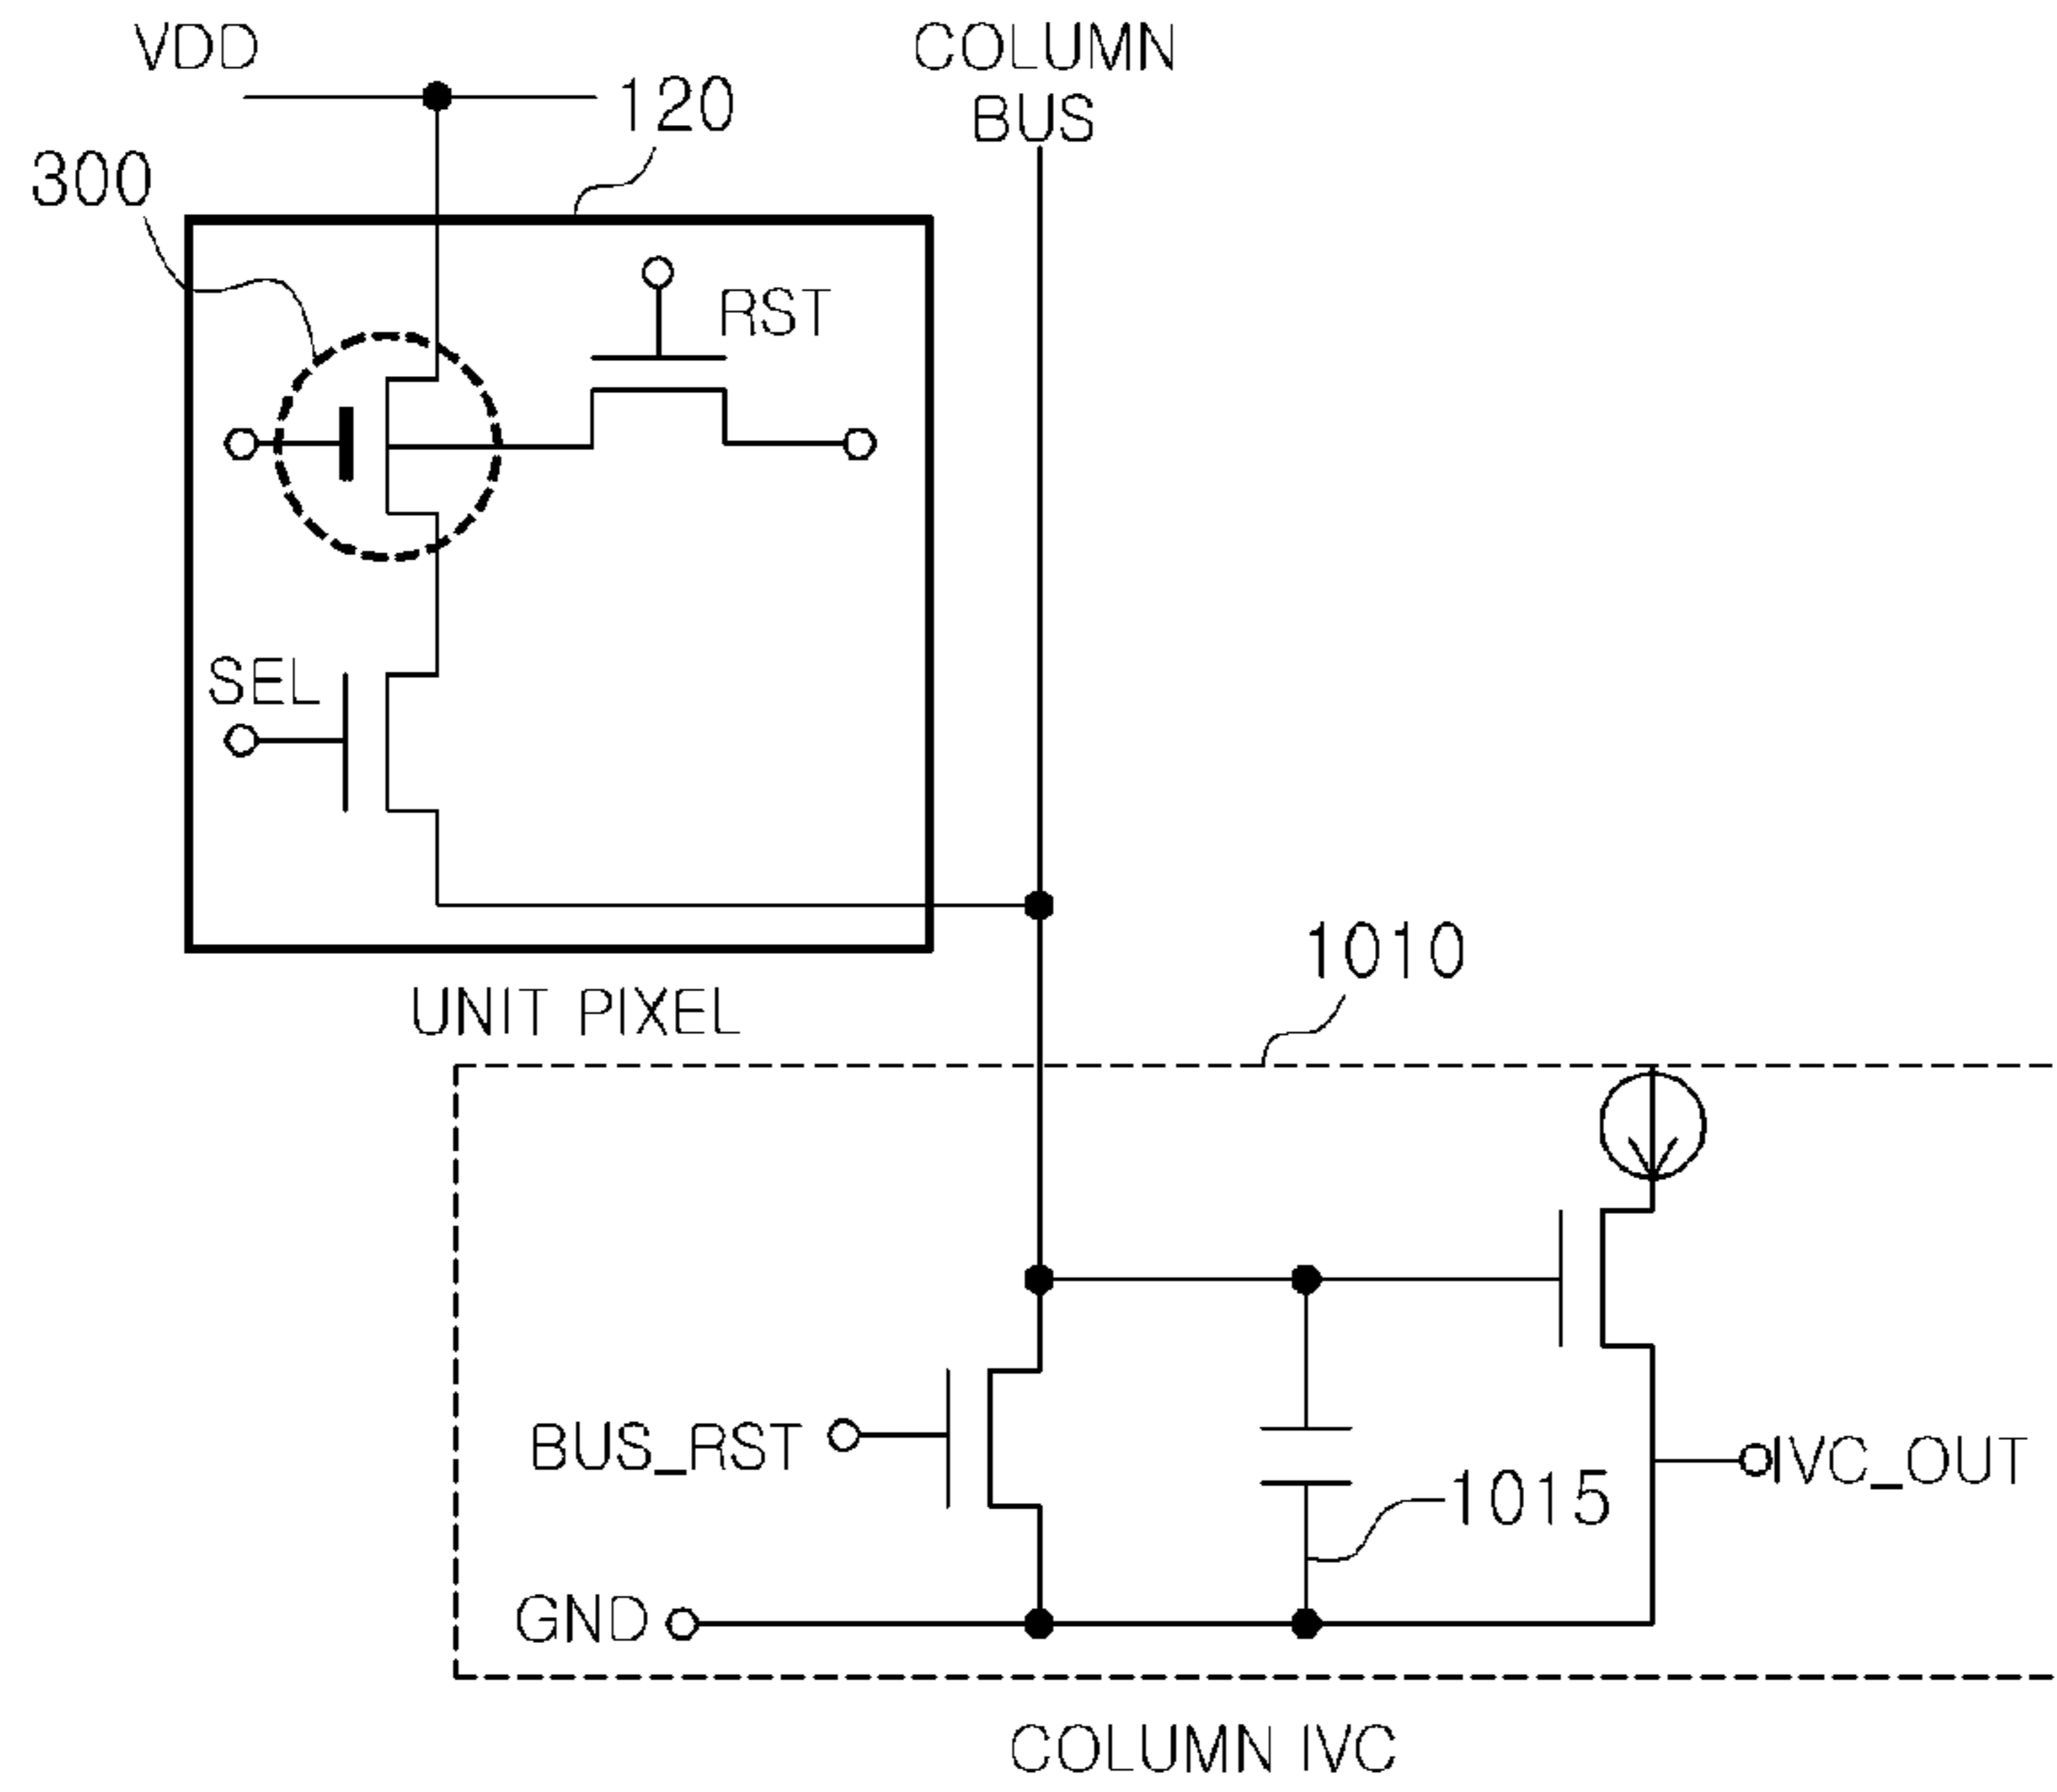 VDD
COLUMN
BUS
120
300
RST
SEL
UNIT PIXEL
1010
BUS_RST
IVC_OUT
1015
GND
COLUMN IVC